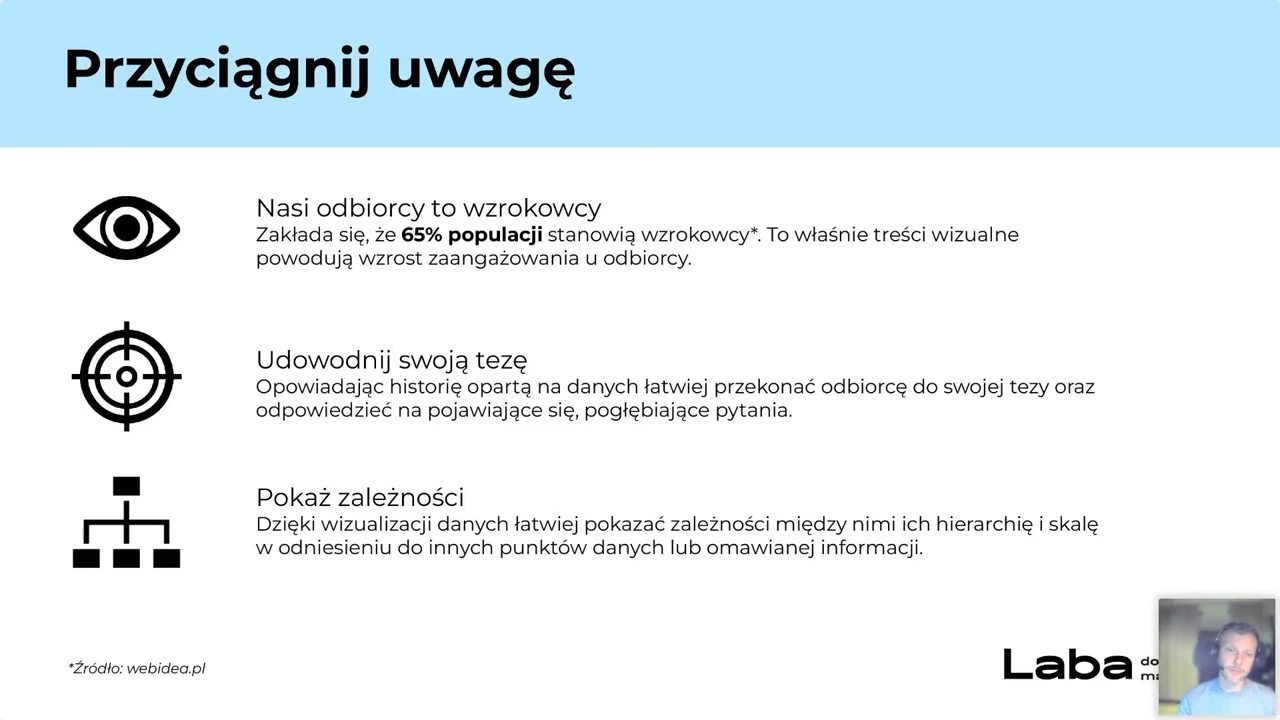 Przyciągnij uwagę
Nasi odbiorcy to wzrokowcy
Zakłada się, że 65% populacji stanowią wzrokowcy*. To właśnie treści wizualne
powodują wzrost zaangażowania u odbiorcy.
Udowodnij swoją tezę
Opowiadając historię opartą na danych łatwiej przekonać odbiorcę do swojej tezy oraz
odpowiedzieć na pojawiające się, pogłębiające pytania.
Pokaż zależności
Dzięki wizualizacji danych łatwiej pokazać zależności między nimi ich hierarchię i skalę
w odniesieniu do innych punktów danych lub omawianej informacji.
*Źródło: webidea.pl
Laba